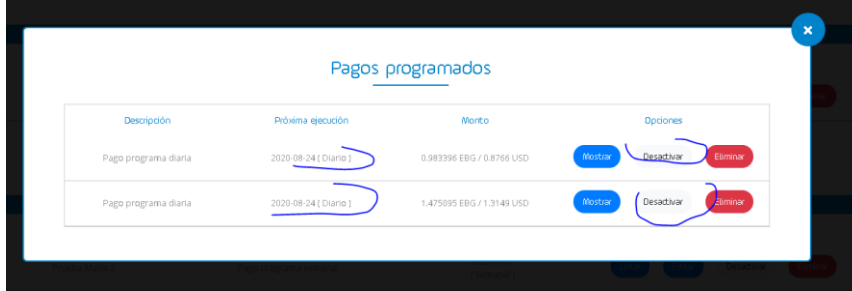 Pagos programados
Descripción Próxima ejecución Monto Opciones
Pago programa diaria 2020-08-24 [ Diario ] 0.983396 EBG / 0.8766 USD Mostrar Desactivar Eliminar
Pago programa diaria 2020-08-24 [ Diario ] 1.475095 EBG / 1.3149 USD Mostrar Desactivar Eliminar